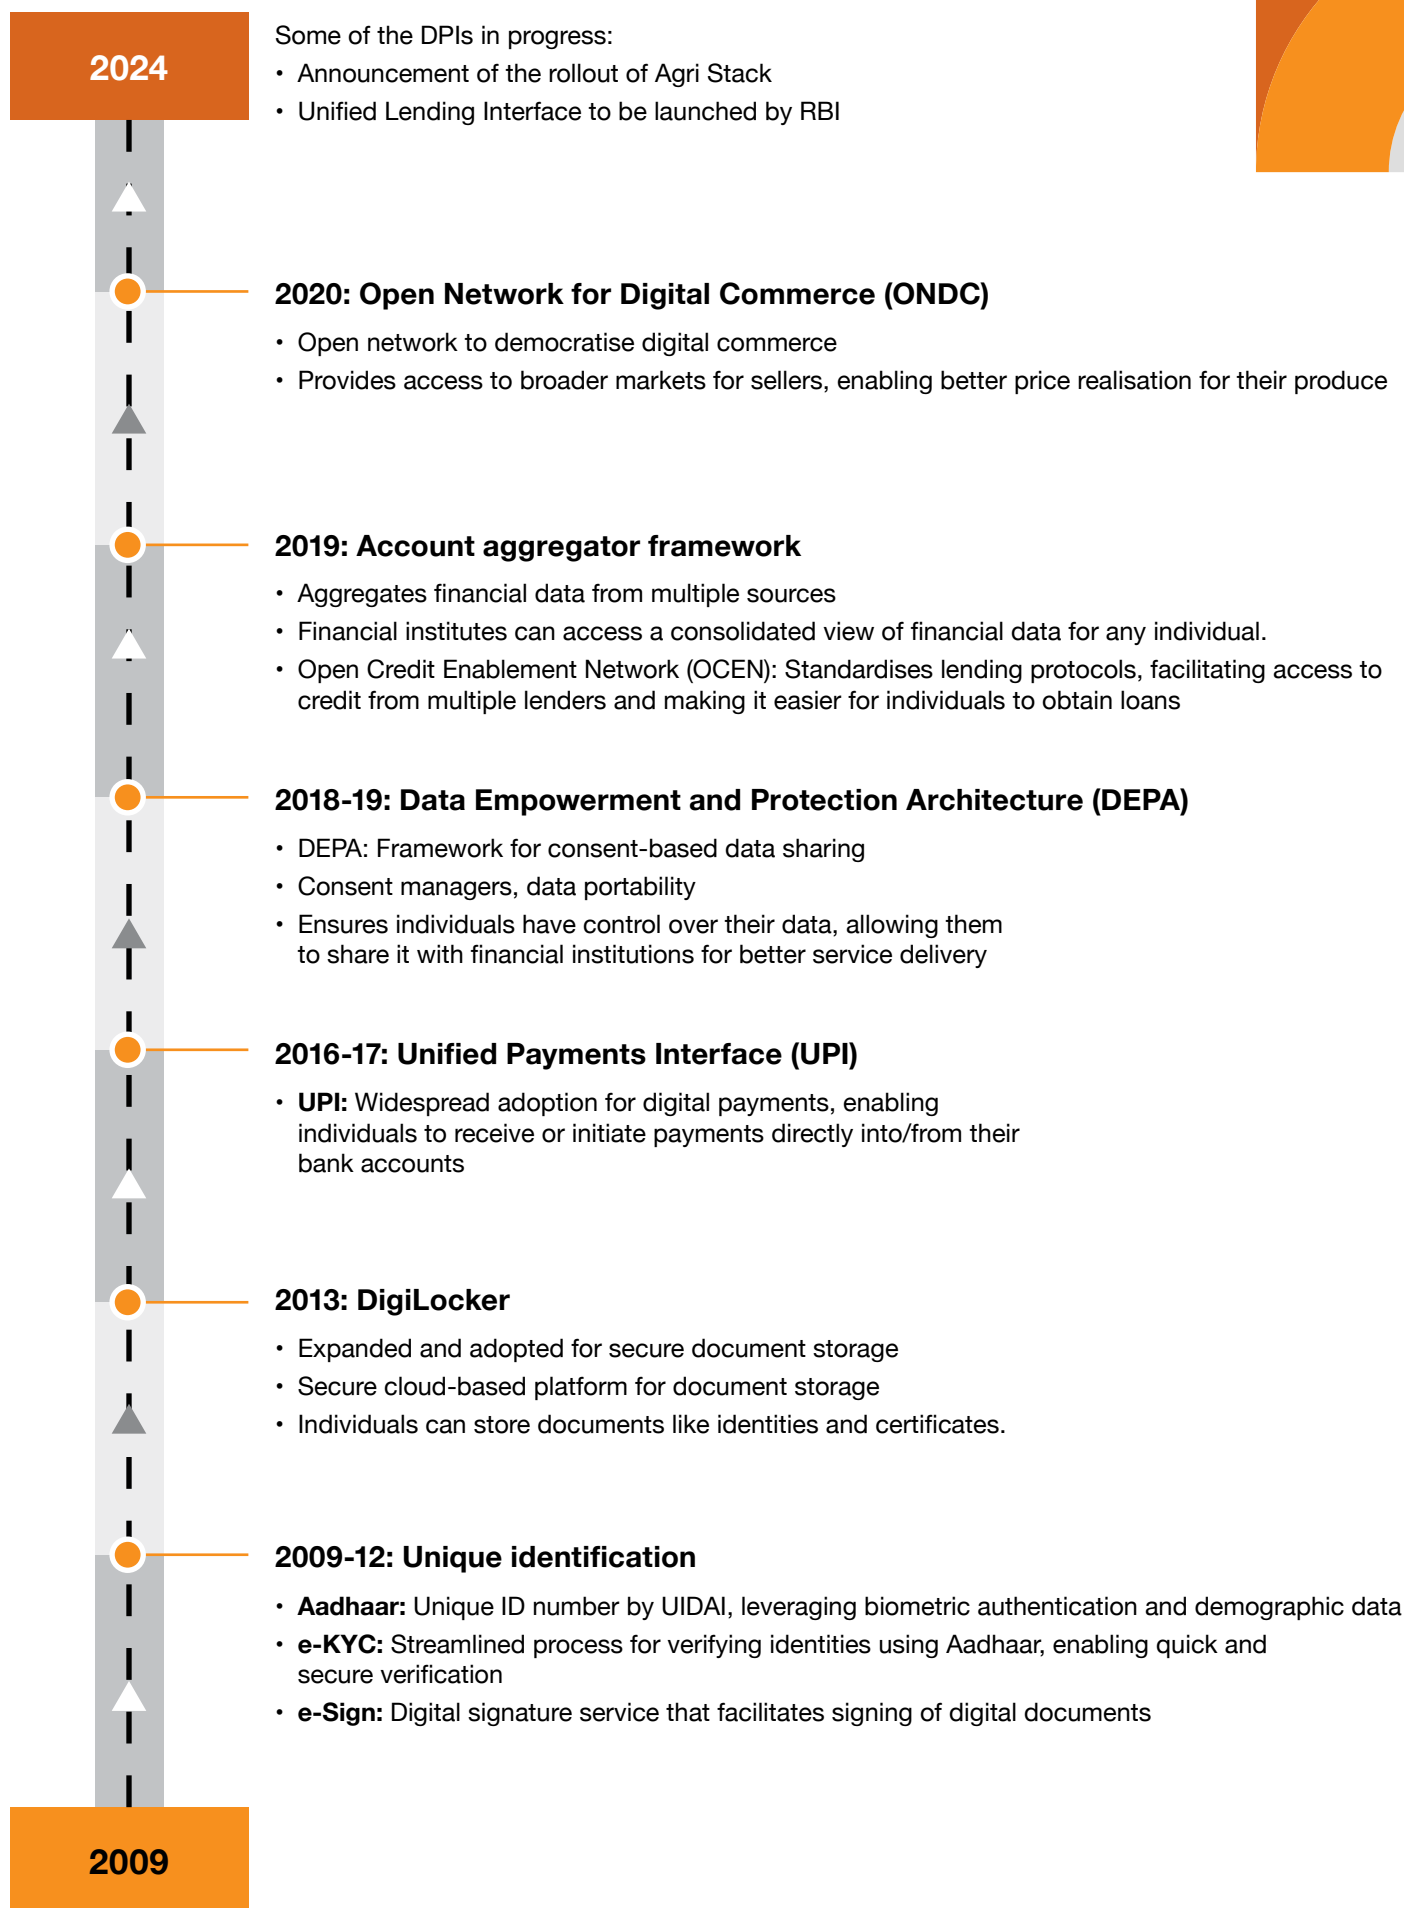 2024
Some of the DPIs in progress:
• Announcement of the rollout of Agri Stack
• Unified Lending Interface to be launched by RBI
2020: Open Network for Digital Commerce (ONDC)
• Open network to democratise digital commerce
• Provides access to broader markets for sellers, enabling better price realisation for their produce
2019: Account aggregator framework
• Aggregates financial data from multiple sources
• Financial institutes can access a consolidated view of financial data for any individual.
• Open Credit Enablement Network (OCEN): Standardises lending protocols, facilitating access to
credit from multiple lenders and making it easier for individuals to obtain loans
2018-19: Data Empowerment and Protection Architecture (DEPA)
• DEPA: Framework for consent-based data sharing
• Consent managers, data portability
• Ensures individuals have control over their data, allowing them
to share it with financial institutions for better service delivery
2016-17: Unified Payments Interface (UPI)
• UPI: Widespread adoption for digital payments, enabling
individuals to receive or initiate payments directly into/from their
bank accounts
2013: DigiLocker
• Expanded and adopted for secure document storage
• Secure cloud-based platform for document storage
• Individuals can store documents like identities and certificates.
2009-12: Unique identification
• Aadhaar: Unique ID number by UIDAI, leveraging biometric authentication and demographic data
• e-KYC: Streamlined process for verifying identities using Aadhaar, enabling quick and
secure verification
• e-Sign: Digital signature service that facilitates signing of digital documents
2009